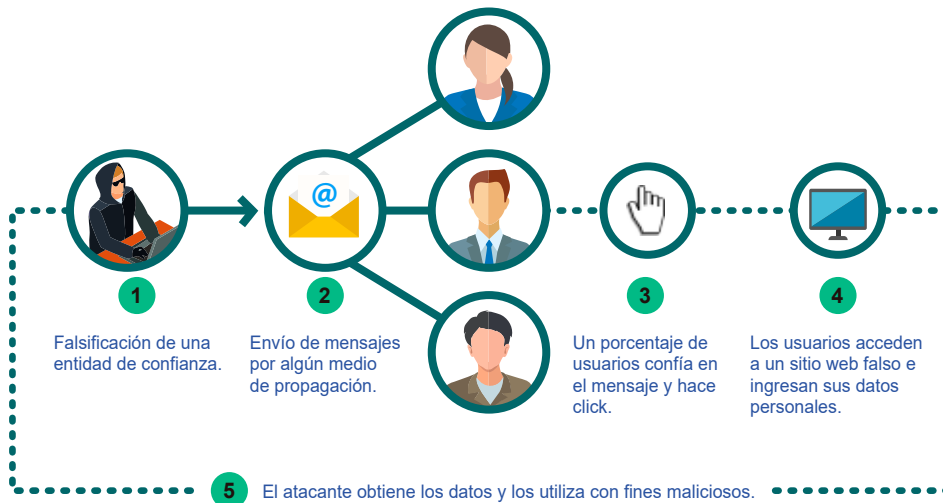 @
1
Falsificación de una
entidad de confianza.
2
Envío de mensajes
por algún medio
de propagación.
3
Un porcentaje de
usuarios confía en
el mensaje y hace
click.
4
Los usuarios acceden
a un sitio web falso e
ingresan sus datos
personales.
5 El atacante obtiene los datos y los utiliza con fines maliciosos.